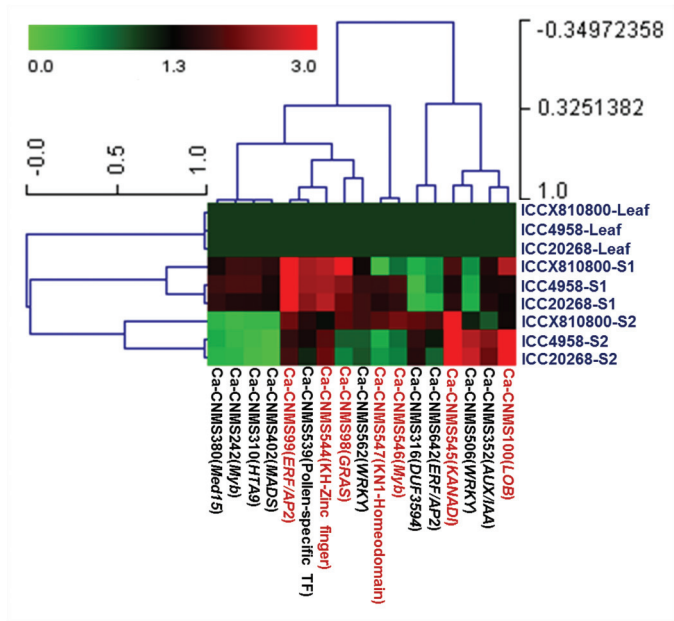 0.0 1.3 3.0
-0.34972358
0.3251382
1.0
-0.0 0.5 1.0
ICCX810800-Leaf
ICC4958-Leaf
ICC20268-Leaf
ICCX810800-S1
ICC4958-S1
ICC20268-S1
ICCX810800-S2
ICC4958-S2
ICC20268-S2
Ca-CNMS380(Med15)
Ca-CNMS242(Myb)
Ca-CNMS310(HTA9)
Ca-CNMS402(MADS)
Ca-CNMS99(ERF/AP2)
Ca-CNMS539(Pollen-specific TF)
Ca-CNMS544(KH-Zinc finger)
Ca-CNMS98(GRAS)
Ca-CNMS562(WRKY)
Ca-CNMS547(KN1-Homeodomain)
Ca-CNMS546(Myb)
Ca-CNMS316(DUF3594)
Ca-CNMS642(ERF/AP2)
Ca-CNMS545(KANADI)
Ca-CNMS506(WRKY)
Ca-CNMS352(AUX/IAA)
Ca-CNMS100(LOB)